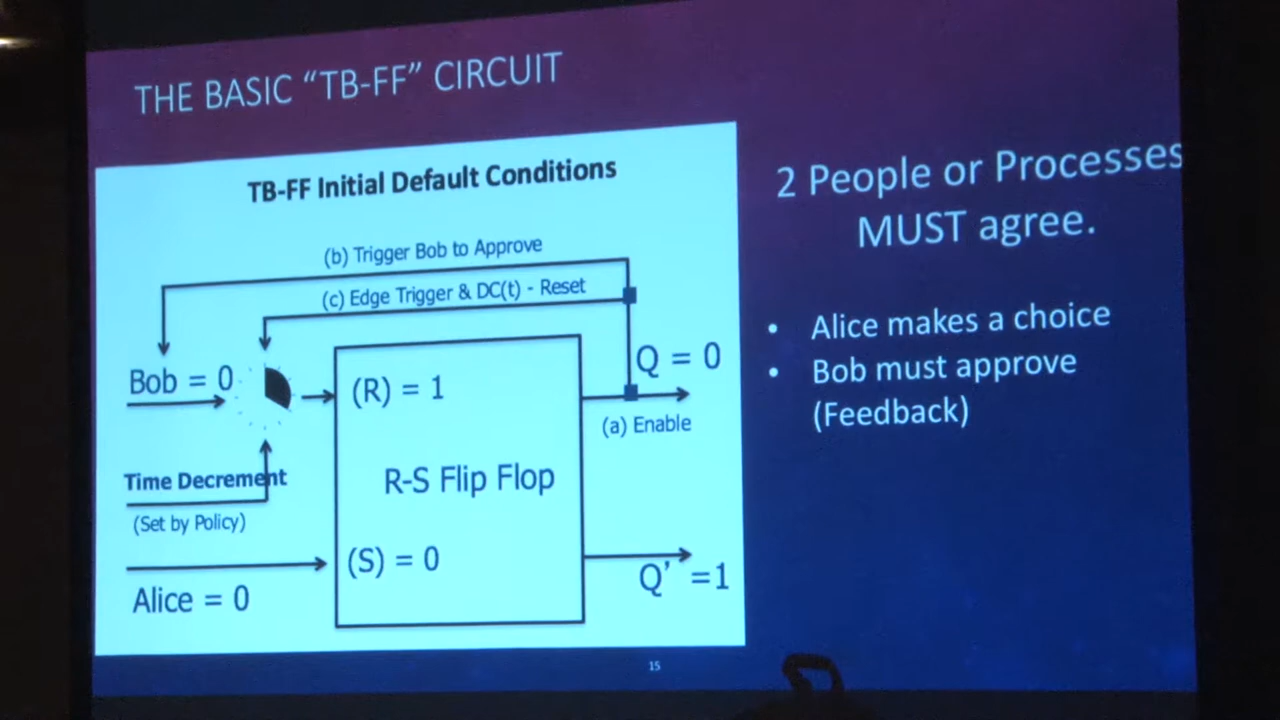 THE BASIC “TB-FF” CIRCUIT
TB-FF Initial Default Conditions
(b) Trigger Bob to Approve
(c) Edge Trigger & DC(t) - Reset
Bob = 0
(R) = 1
Q = 0
(a) Enable
Time Decrement
(Set by Policy)
R-S Flip Flop
(S) = 0
Alice = 0
Q’ =1
2 People or Processes
MUST agree.
• Alice makes a choice
• Bob must approve
(Feedback)
15